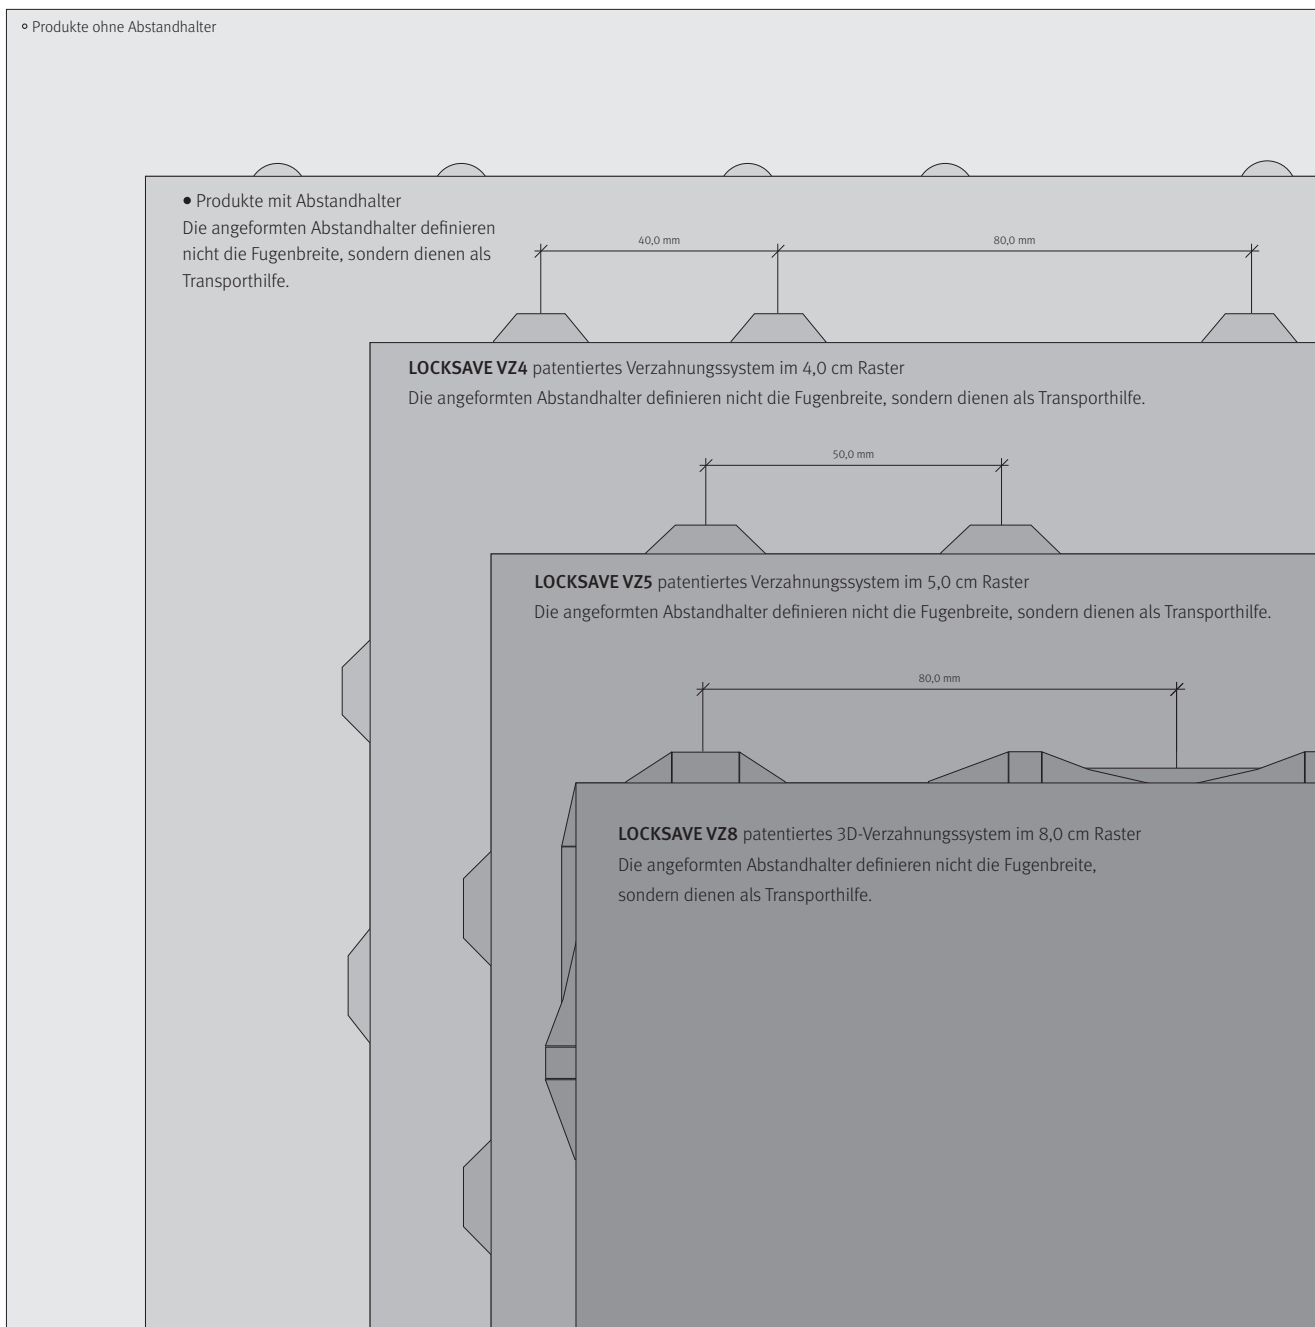 ° Produkte ohne Abstandhalter
● Produkte mit Abstandhalter
Die angeformten Abstandhalter definieren
nicht die Fugenbreite, sondern dienen als
Transporthilfe.
40,0 mm
80,0 mm
LOCKSAVE VZ4 patentiertes Verzahnungssystem im 4,0 cm Raster
Die angeformten Abstandhalter definieren nicht die Fugenbreite, sondern dienen als Transporthilfe.
50,0 mm
LOCKSAVE VZ5 patentiertes Verzahnungssystem im 5,0 cm Raster
Die angeformten Abstandhalter definieren nicht die Fugenbreite, sondern dienen als Transporthilfe.
80,0 mm
LOCKSAVE VZ8 patentiertes 3D-Verzahnungssystem im 8,0 cm Raster
Die angeformten Abstandhalter definieren nicht die Fugenbreite,
sondern dienen als Transporthilfe.